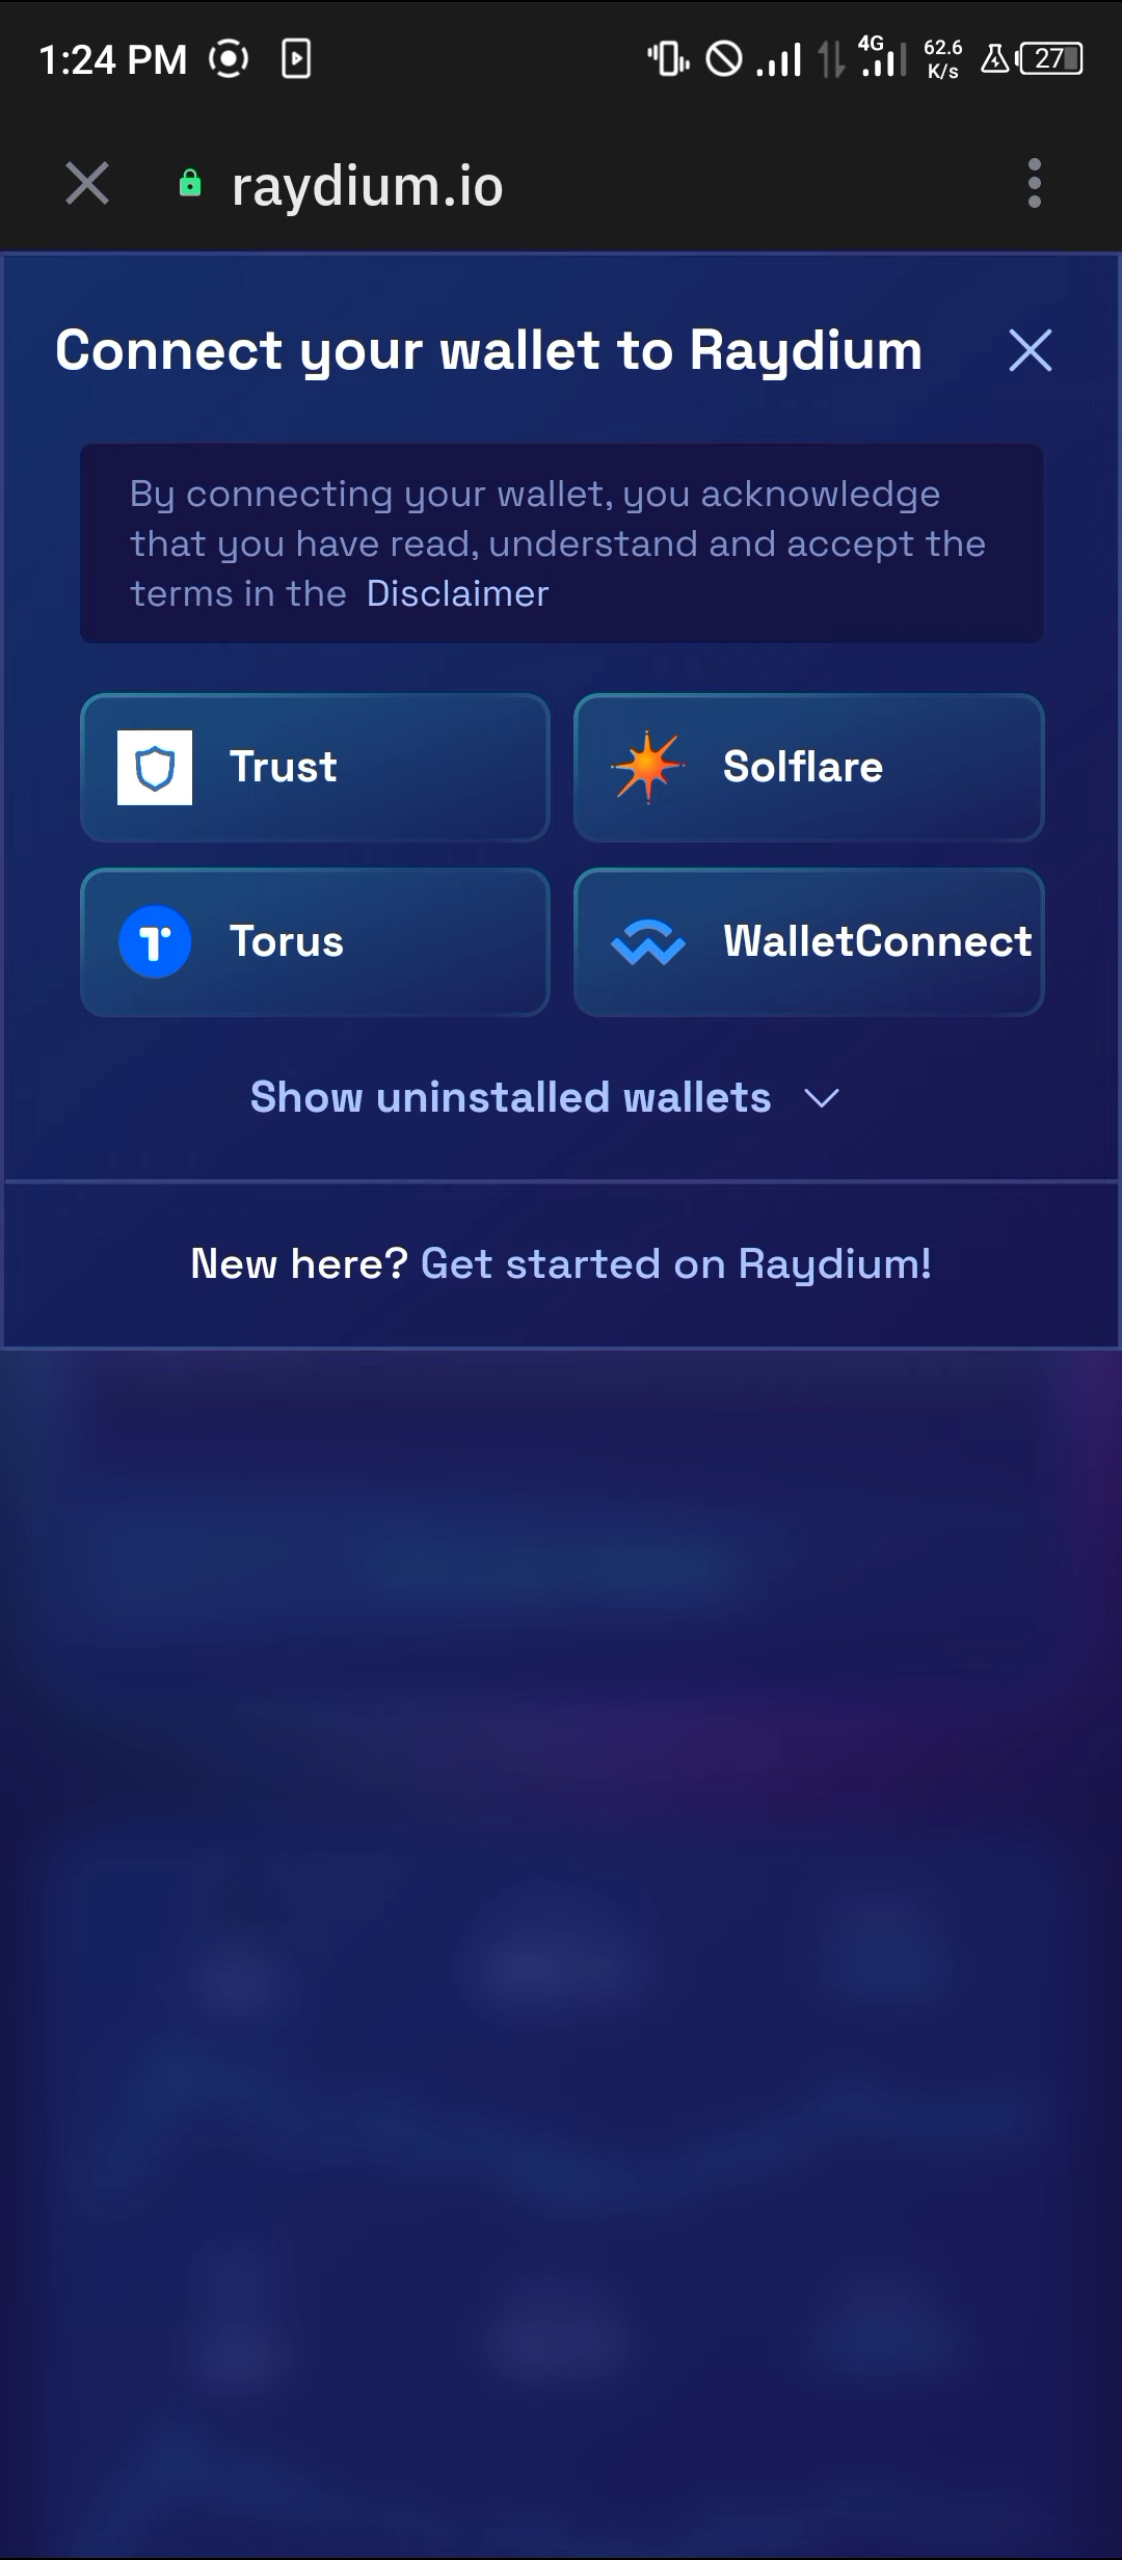 1:24 PM
4G
62.6
K/s
27
raydium.io
Connect your wallet to Raydium
By connecting your wallet, you acknowledge
that you have read, understand and accept the
terms in the Disclaimer
Trust
Solflare
Torus
WalletConnect
Show uninstalled wallets
New here? Get started on Raydium!